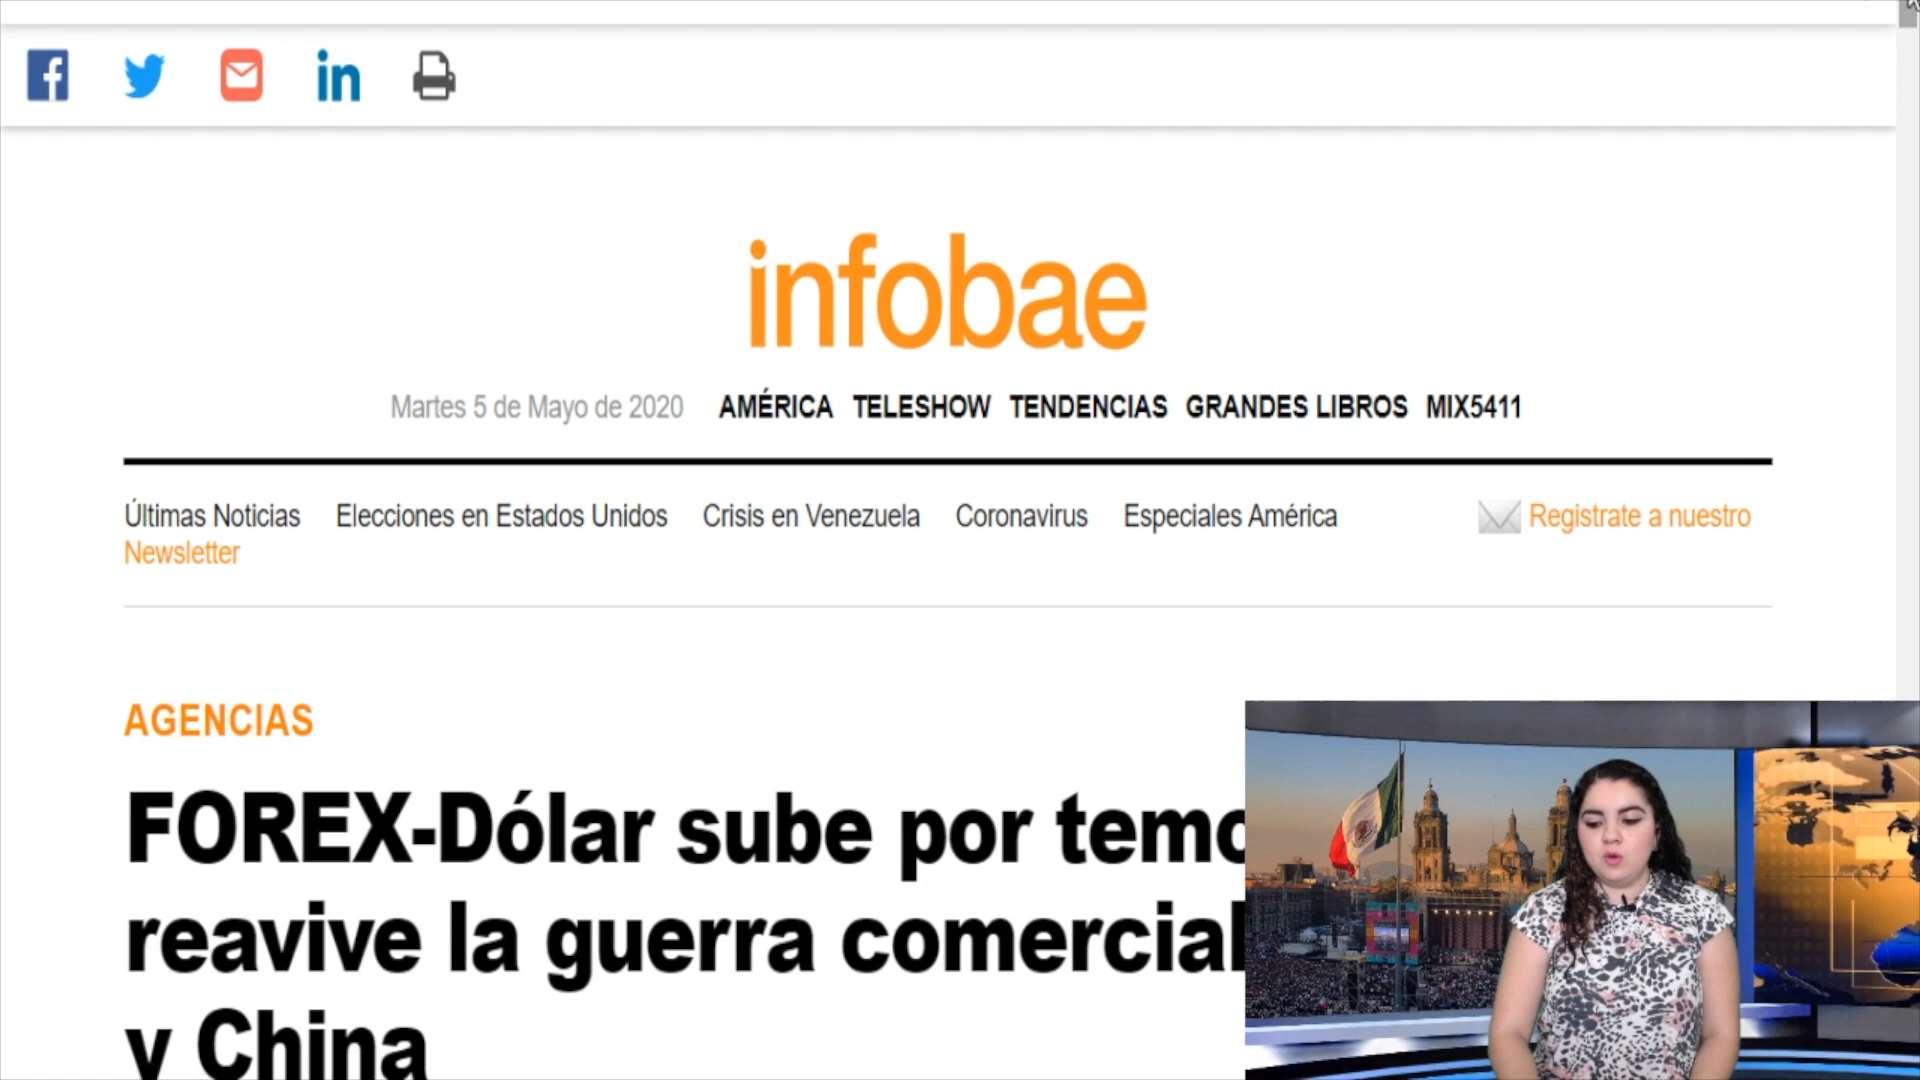 infobae
Martes 5 de Mayo de 2020 AMÉRICA TELESHOW TENDENCIAS GRANDES LIBROS MIX5411
Últimas Noticias Elecciones en Estados Unidos Crisis en Venezuela Coronavirus Especiales América Registrate a nuestro
Newsletter
AGENCIAS
FOREX-Dólar sube por
reavive la guerra comercial
y China